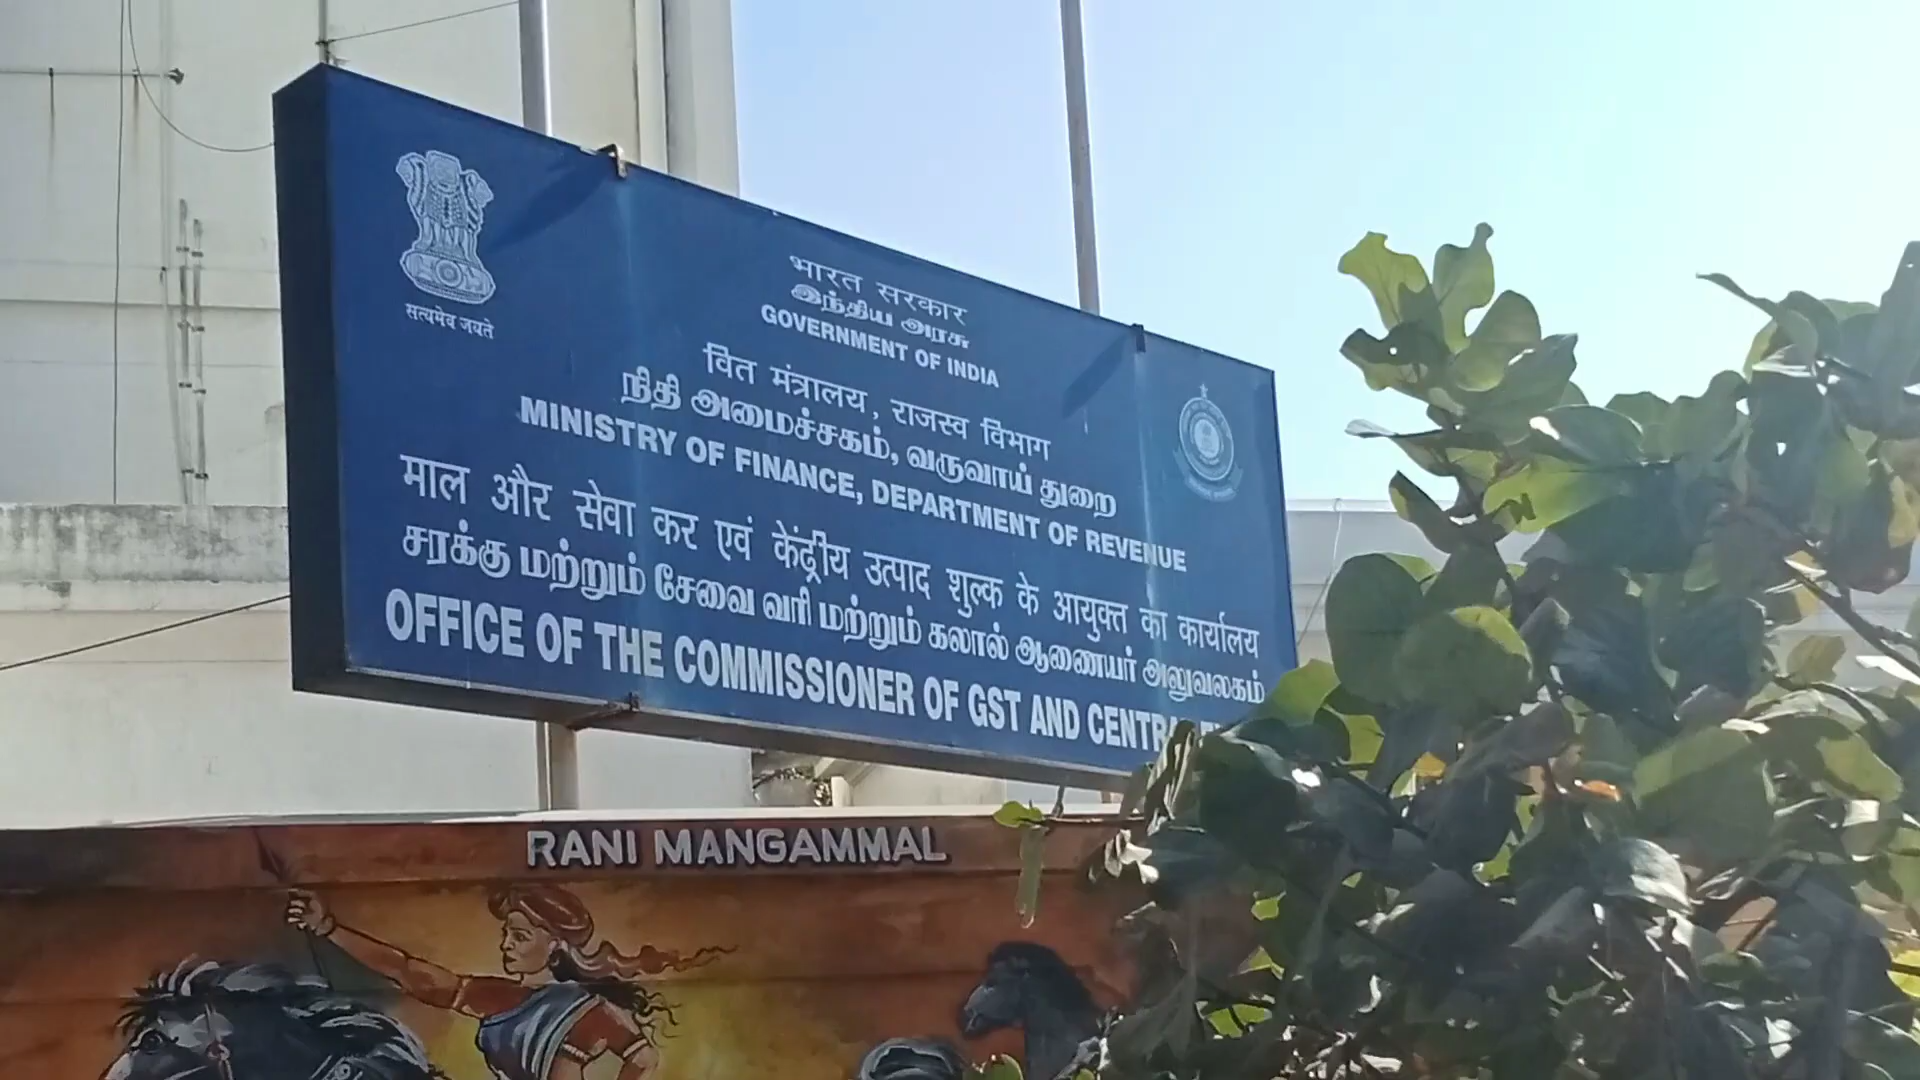 सत्यमेव जयते
भारत सरकार
இந்திய அரசு
GOVERNMENT OF INDIA
वित मंत्रालय, राजस्व विभाग
நிதி அமைச்சகம், வருவாய் துறை
MINISTRY OF FINANCE, DEPARTMENT OF REVENUE
माल और सेवा कर एवं केंद्रीय उत्पाद शुल्क के आयुक्त का कार्यालय
சரக்கு மற்றும் சேவை வரி மற்றும் கலால் ஆணையர் அலுவலகம்
OFFICE OF THE COMMISSIONER OF GST AND CENTRAL
RANI MANGAMMAL